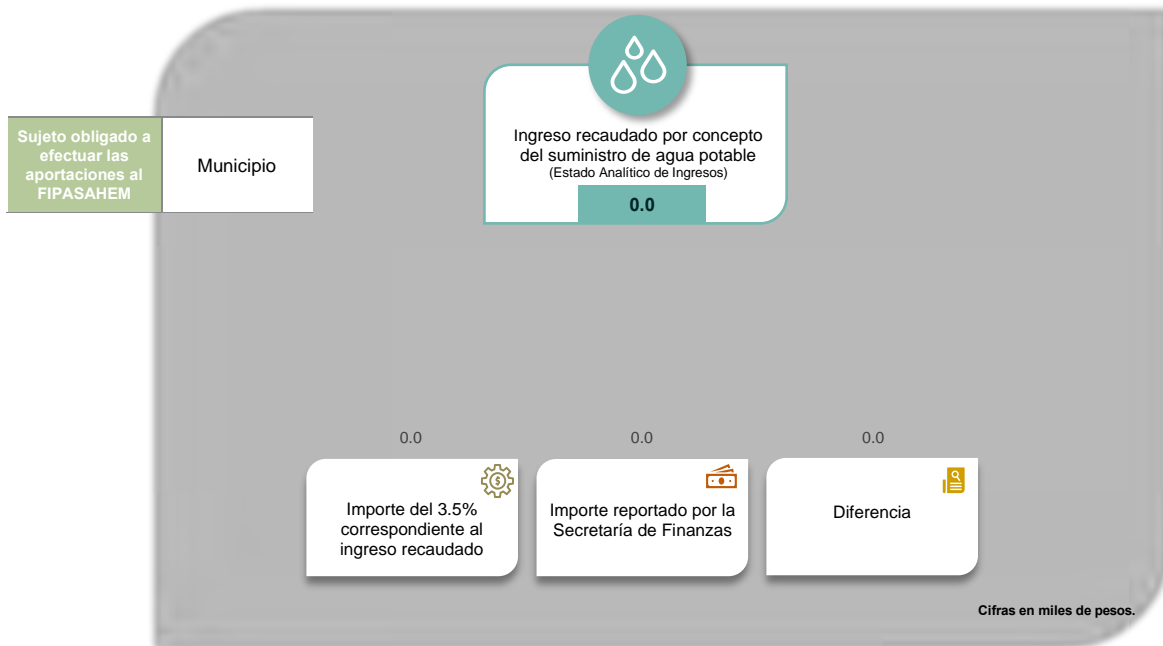 Sujeto obligado a
efectuar las
aportaciones al
FIPASAHEM
Municipio
Ingreso recaudado por concepto
del suministro de agua potable
(Estado Analítico de Ingresos)
0.0
0.0
0.0
0.0
Importe del 3.5%
correspondiente al
ingreso recaudado
Importe reportado por la
Secretaría de Finanzas
Diferencia
Cifras en miles de pesos.